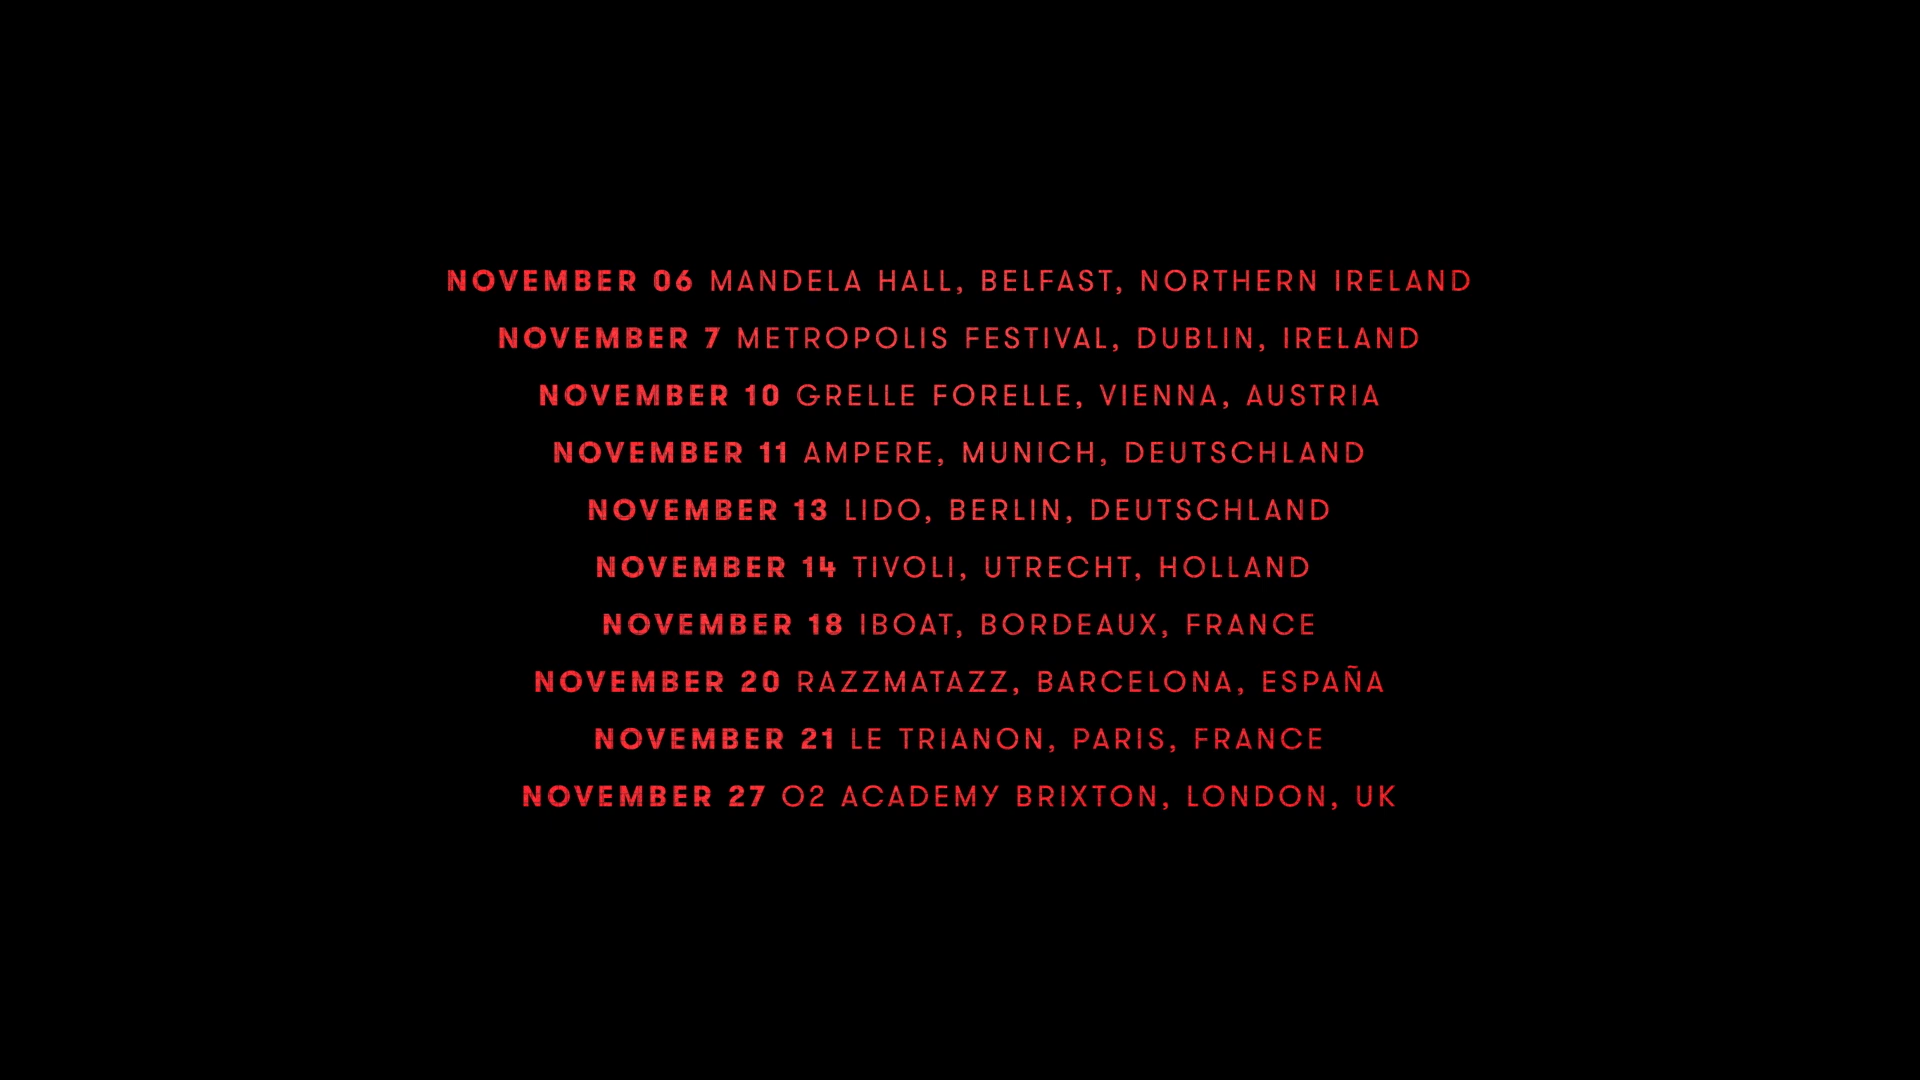 NOVEMBER 06 MANDELA HALL, BELFAST, NORTHERN IRELAND
NOVEMBER 7 METROPOLIS FESTIVAL, DUBLIN, IRELAND
NOVEMBER 10 GRELLE FORELLE, VIENNA, AUSTRIA
NOVEMBER 11 AMPERE, MUNICH, DEUTSCHLAND
NOVEMBER 13 LIDO, BERLIN, DEUTSCHLAND
NOVEMBER 14 TIVOLI, UTRECHT, HOLLAND
NOVEMBER 18 IBOAT, BORDEAUX, FRANCE
NOVEMBER 20 RAZZMATAZZ, BARCELONA, ESPAÑA
NOVEMBER 21 LE TRIANON, PARIS, FRANCE
NOVEMBER 27 O2 ACADEMY BRIXTON, LONDON, UK